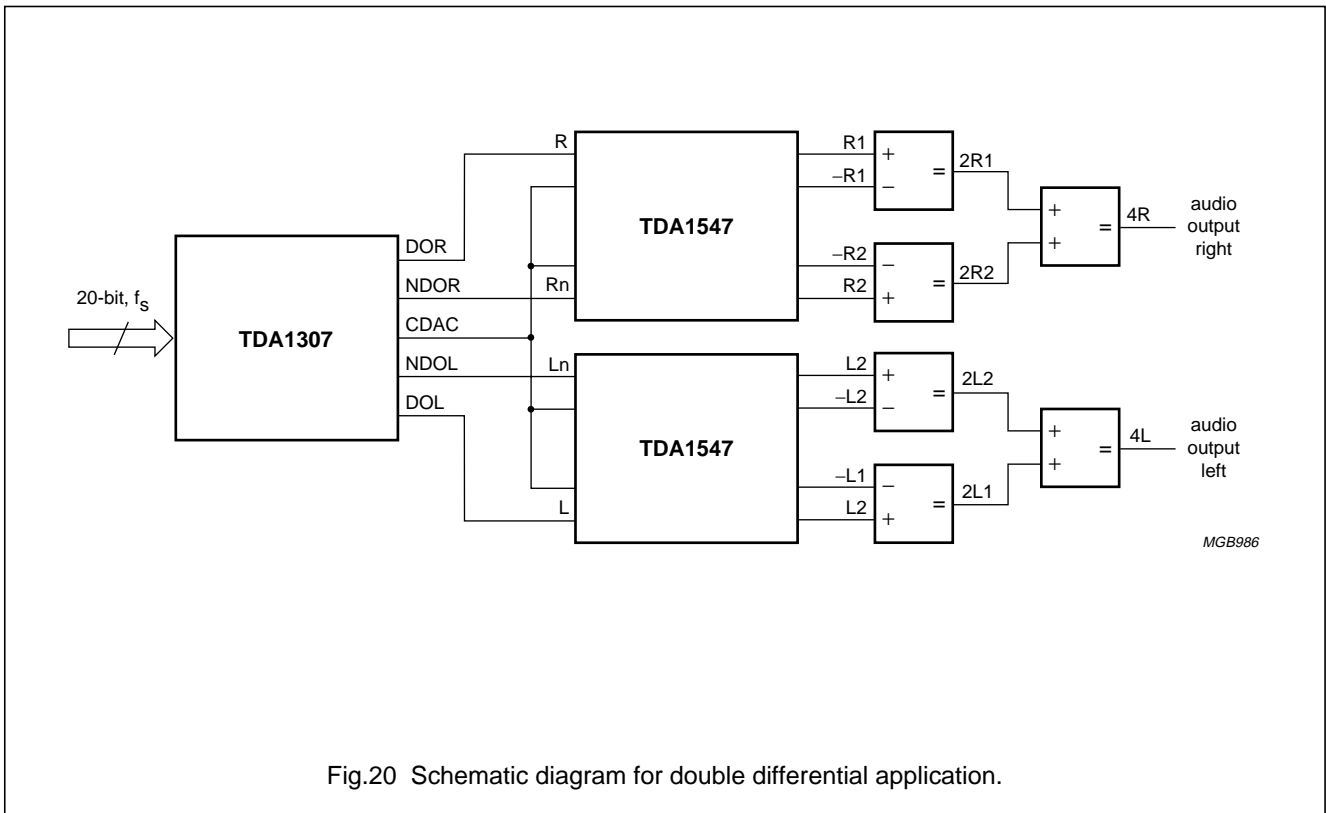 R
R1
+
−R1
−
=
2R1
TDA1547
+
+
=
4R
audio
output
right
DOR
−R2
−
NDOR
Rn
R2
+
=
2R2
20-bit, fS
TDA1307
CDAC
NDOL
Ln
L2
+
−L2
−
=
2L2
DOL
TDA1547
+
+
=
4L
audio
output
left
−L1
−
L
L2
+
=
2L1
MGB986
Fig.20 Schematic diagram for double differential application.